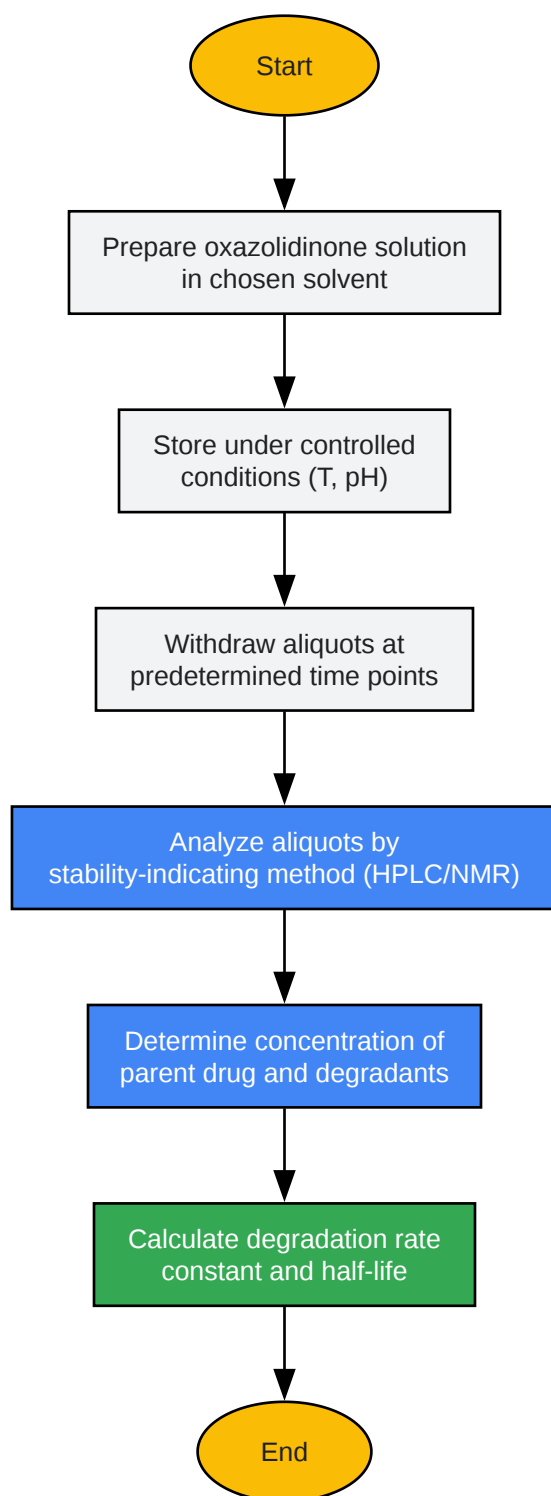 Start
Prepare oxazolidinone solution
in chosen solvent
Store under controlled
conditions (T, pH)
Withdraw aliquots at
predetermined time points
Analyze aliquots by
stability-indicating method (HPLC/NMR)
Determine concentration of
parent drug and degradants
Calculate degradation rate
constant and half-life
End